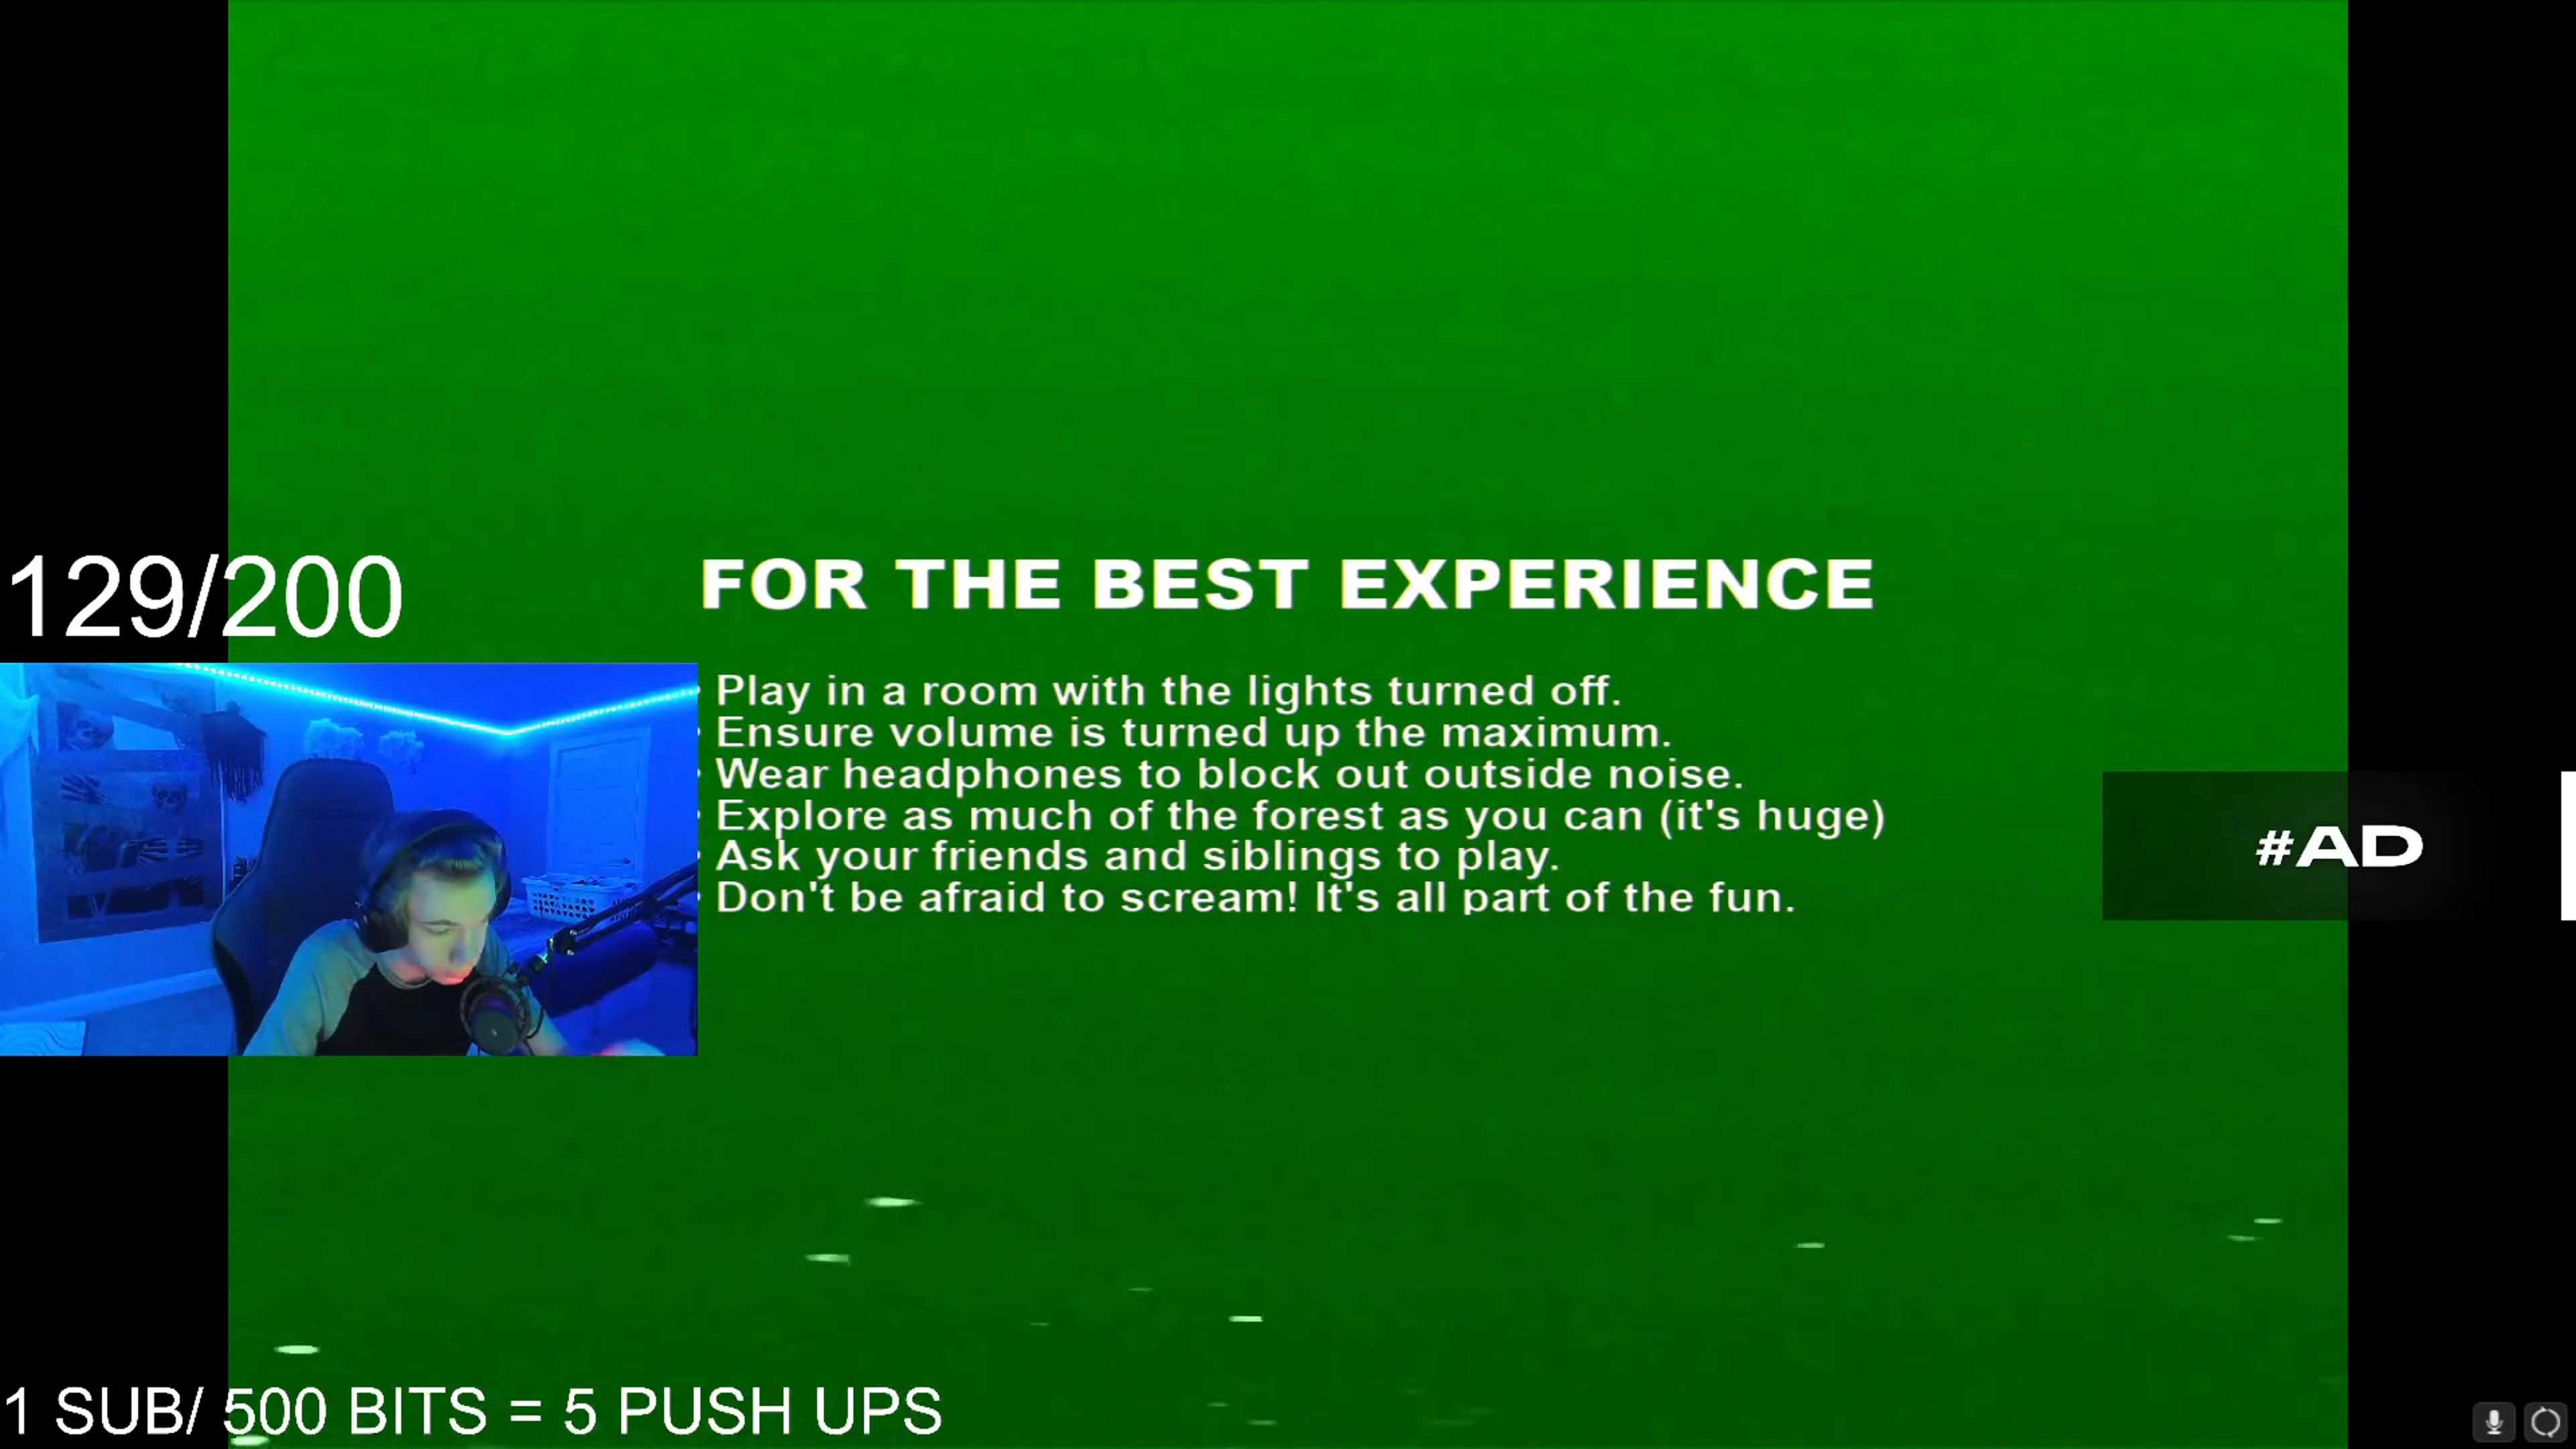 129/200
FOR THE BEST EXPERIENCE
Play in a room with the lights turned off.
Ensure volume is turned up the maximum.
Wear headphones to block out outside noise.
Explore as much of the forest as you can (it's huge)
Ask your friends and siblings to play.
Don't be afraid to scream! It's all part of the fun.
#AD
1 SUB/ 500 BITS = 5 PUSH UPS